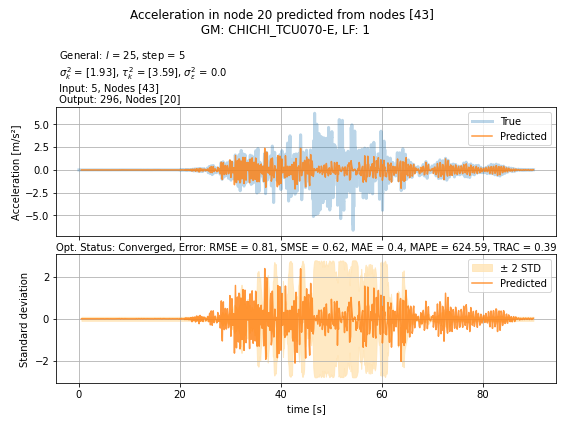 Acceleration in node 20 predicted from nodes [43]
GM: CHICHI_TCU070-E, LF: 1
General: l = 25, step = 5
σ²ₖ = [1.93], τ²ₖ = [3.59], σ²ε = 0.0
Input: 5, Nodes [43]
Output: 296, Nodes [20]
True
Predicted
5.0
2.5
0.0
−2.5
−5.0
Acceleration [m/s²]
Opt. Status: Converged, Error: RMSE = 0.81, SMSE = 0.62, MAE = 0.4, MAPE = 624.59, TRAC = 0.39
± 2 STD
Predicted
2
0
−2
Standard deviation
0 20 40 60 80
time [s]